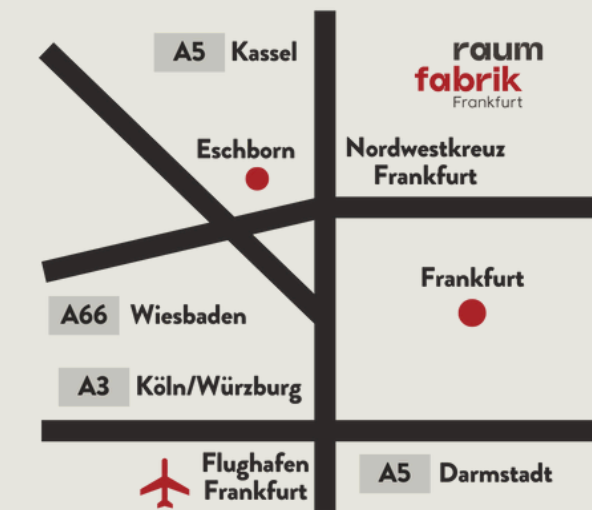 A5 Kassel
raum
fabrik
Frankfurt
Eschborn
Nordwestkreuz
Frankfurt
Frankfurt
A66 Wiesbaden
A3 Köln/Würzburg
Flughafen
Frankfurt
A5 Darmstadt